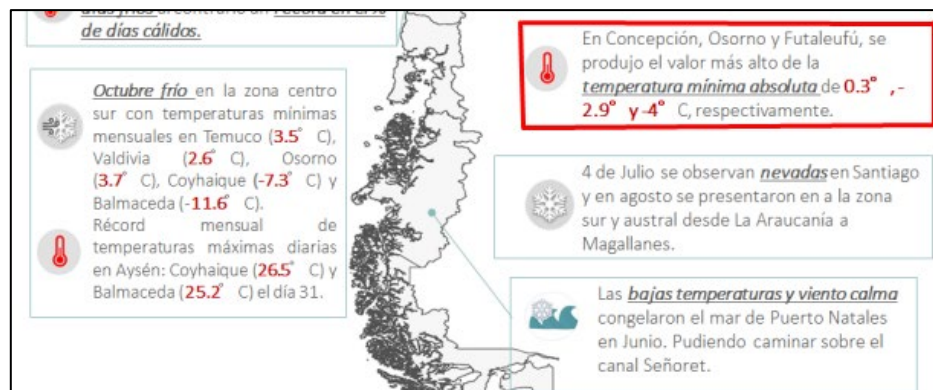 de días cálidos.
Octubre frío en la zona centro
sur con temperaturas mínimas
mensuales en Temuco (3.5° C),
Valdivia (2.6° C), Osorno
(3.7° C), Coyhaique (-7.3° C) y
Balmaceda (-11.6° C).
Récord mensual de
temperaturas máximas diarias
en Aysén: Coyhaique (26.5° C) y
Balmaceda (25.2° C) el día 31.
En Concepción, Osorno y Futaleufú, se
produjo el valor más alto de la
temperatura mínima absoluta de 0.3° ,-
2.9° y -4° C, respectivamente.
4 de Julio se observan nevadas en Santiago
y en agosto se presentaron en a la zona
sur y austral desde La Araucanía a
Magallanes.
Las bajas temperaturas y viento calma
congelaron el mar de Puerto Natales
en Junio. Pudiendo caminar sobre el
canal Señoret.